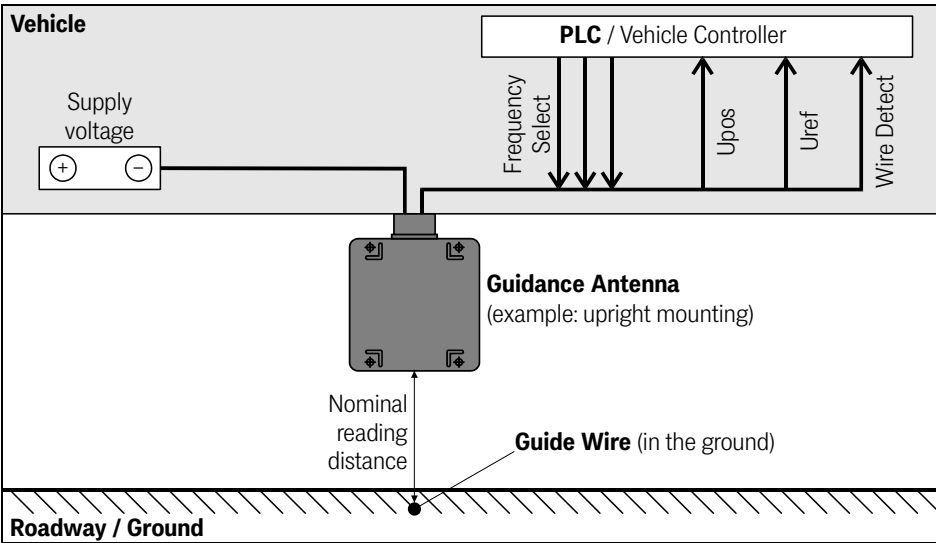 Vehicle
PLC / Vehicle Controller
Supply
voltage
+
−
Frequency
Select
Upos
Uref
Wire Detect
Guidance Antenna
(example: upright mounting)
Nominal
reading
distance
Guide Wire (in the ground)
Roadway / Ground